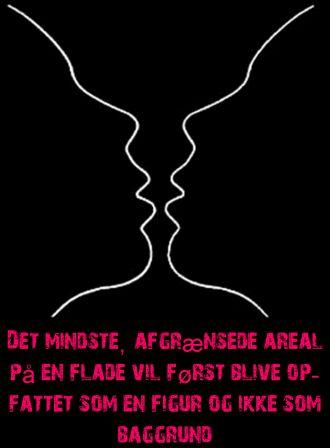 Det mindste, afgrænsede areal
på en flade vil først blive op-
fattet som en figur og ikke som
baggrund